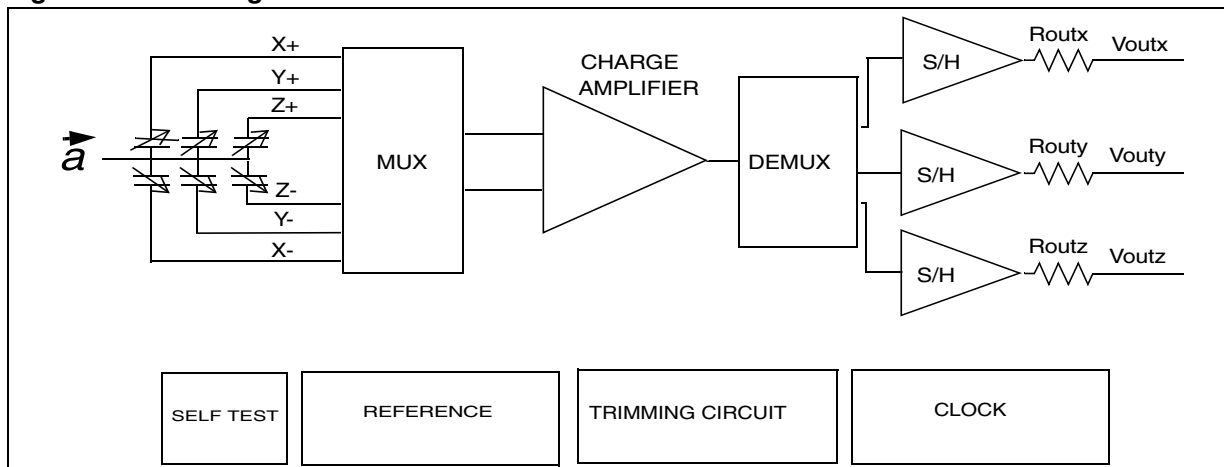 X+
Y+
Z+
a
Z-
Y-
X-
MUX
CHARGE
AMPLIFIER
DEMUX
S/H
Routx
Voutx
S/H
Routy
Vouty
S/H
Routz
Voutz
SELF TEST
REFERENCE
TRIMMING CIRCUIT
CLOCK